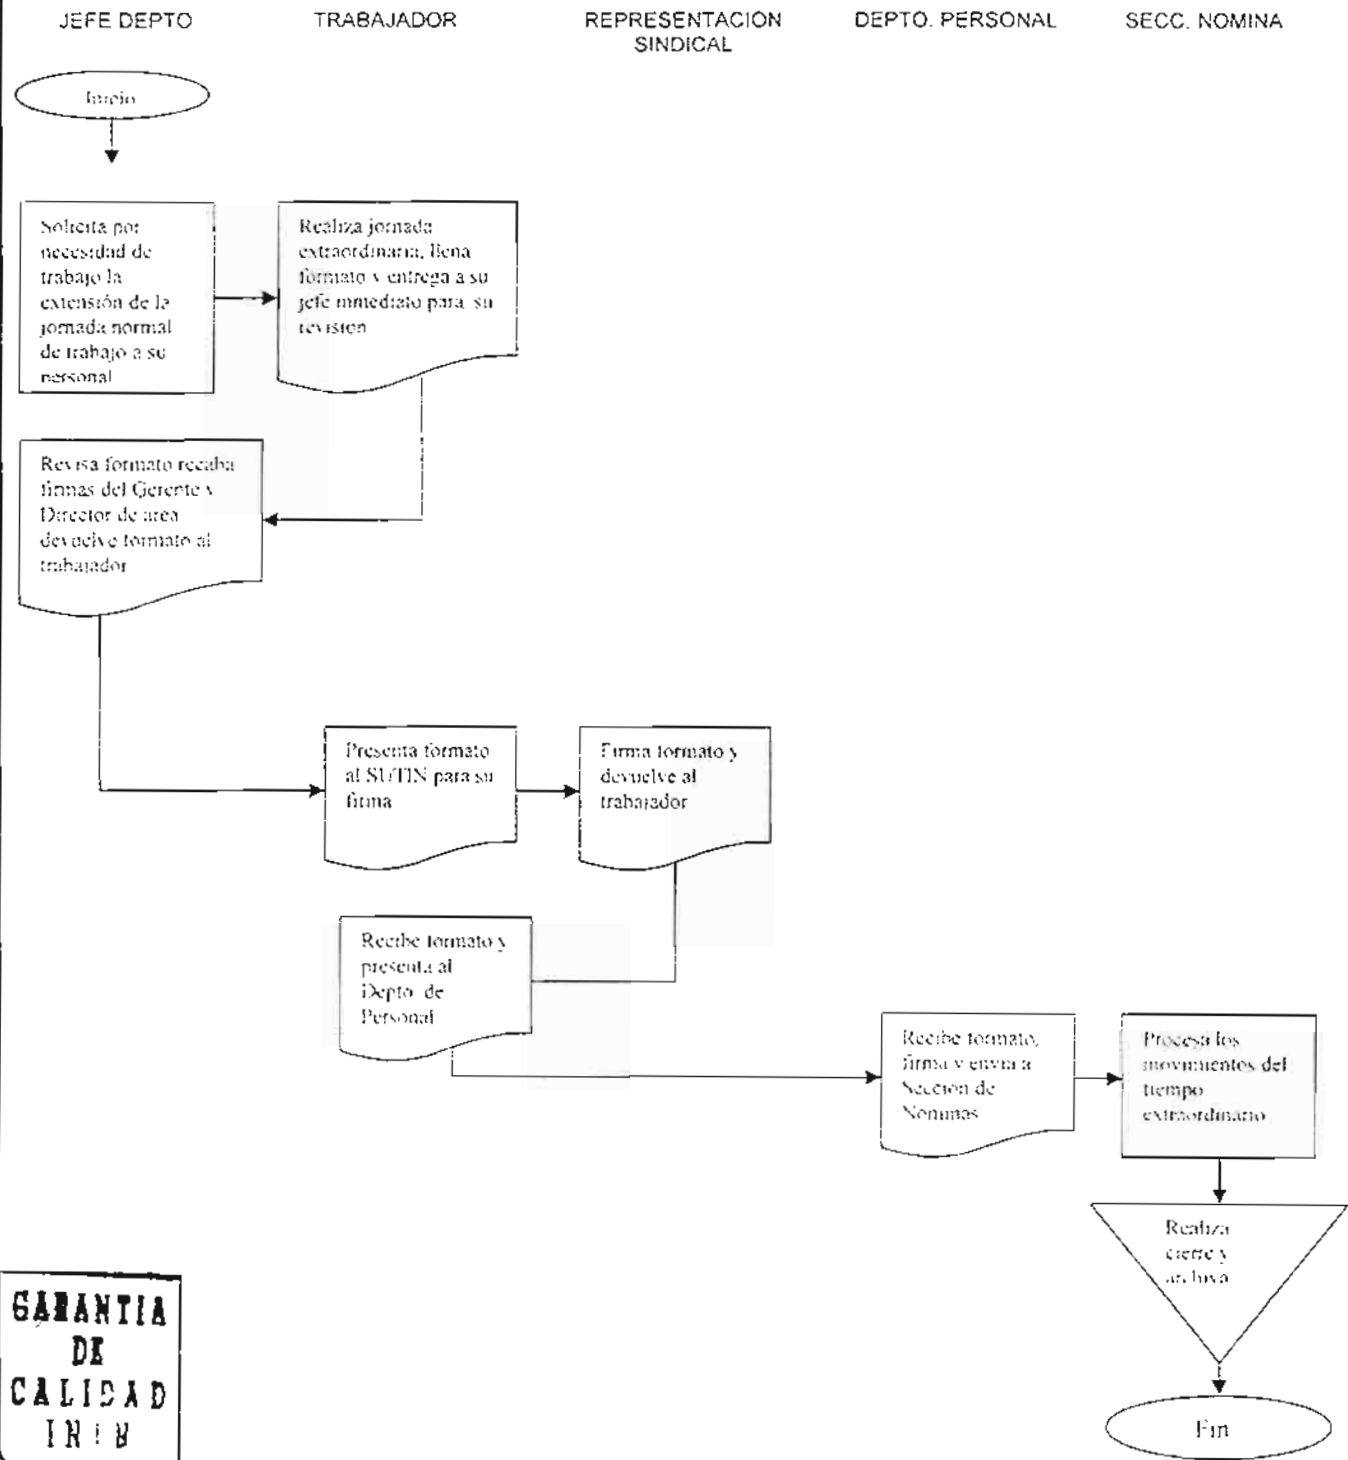 JEFE DEPTO
TRABAJADOR
REPRESENTACION
SINDICAL
DEPTO. PERSONAL
SECC. NOMINA
Inicio
Solicita por
necesidad de
trabajo la
extensión de la
jornada normal
de trabajo a su
personal
Realiza jornada
extraordinaria, llena
formato y entrega a su
jefe inmediato para su
revisión
Revisa formato recaba
firmas del Gerente y
Director de area
devuelve formato al
trabajador
Presenta formato
al SUTIN para su
firma
Firma formato y
devuelve al
trabajador
Recibe formato y
presenta al
Depto. de
Personal
Recibe formato,
firma y envía a
Sección de
Nominas
Procesa los
movimientos del
tiempo
extraordinario
Realiza
cierre y
archiva
Fin
GARANTIA
DE
CALIDAD